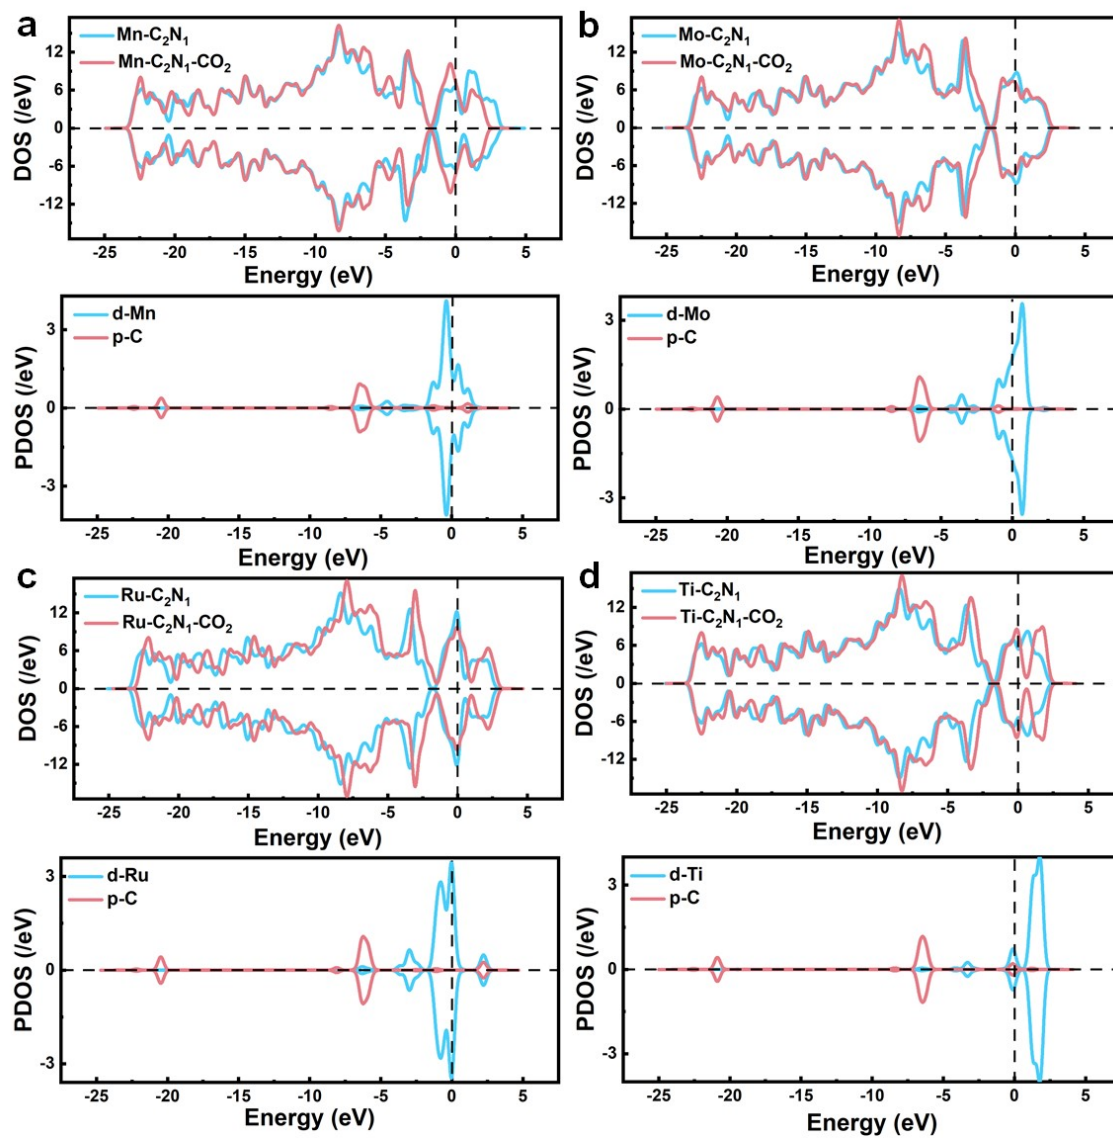 a
Mn-C₂N₁
Mn-C₂N₁-CO₂
DOS (/eV)
12
6
0
-6
-12
-25 -20 -15 -10 -5 0 5
Energy (eV)
d-Mn
p-C
PDOS (/eV)
3
0
-3
-25 -20 -15 -10 -5 0 5
Energy (eV)
b
Mo-C₂N₁
Mo-C₂N₁-CO₂
DOS (/eV)
12
6
0
-6
-12
-25 -20 -15 -10 -5 0 5
Energy (eV)
d-Mo
p-C
PDOS (/eV)
3
0
-3
-25 -20 -15 -10 -5 0 5
Energy (eV)
c
Ru-C₂N₁
Ru-C₂N₁-CO₂
DOS (/eV)
12
6
0
-6
-12
-25 -20 -15 -10 -5 0 5
Energy (eV)
d-Ru
p-C
PDOS (/eV)
3
0
-3
-25 -20 -15 -10 -5 0 5
Energy (eV)
d
Ti-C₂N₁
Ti-C₂N₁-CO₂
DOS (/eV)
12
6
0
-6
-12
-25 -20 -15 -10 -5 0 5
Energy (eV)
d-Ti
p-C
PDOS (/eV)
3
0
-3
-25 -20 -15 -10 -5 0 5
Energy (eV)